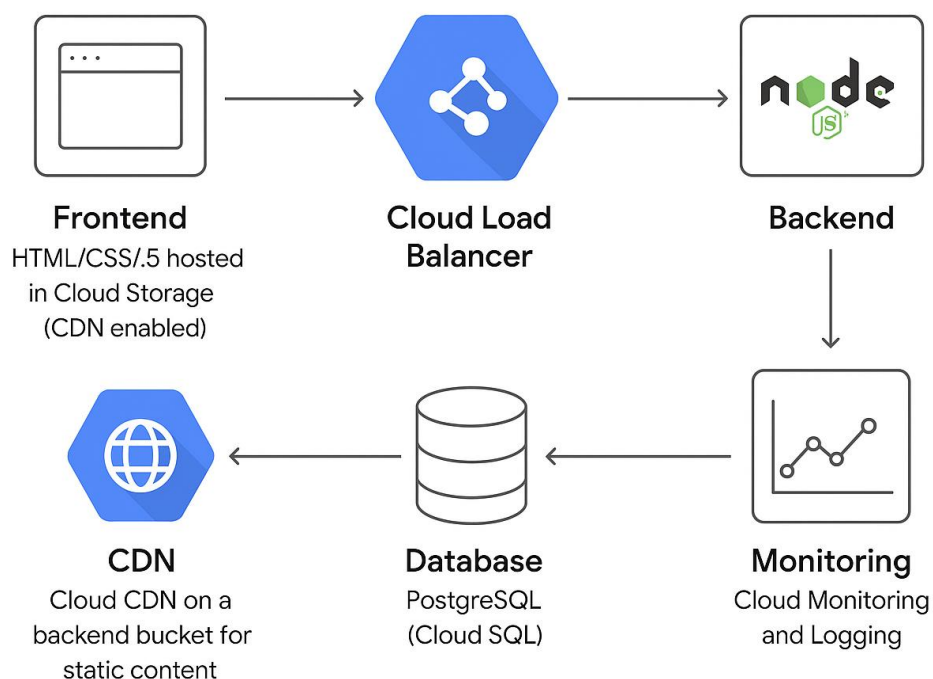 node
JS
Frontend
HTML/CSS/.5 hosted
in Cloud Storage
(CDN enabled)
Cloud Load
Balancer
Backend
CDN
Cloud CDN on a
backend bucket for
static content
Database
PostgreSQL
(Cloud SQL)
Monitoring
Cloud Monitoring
and Logging